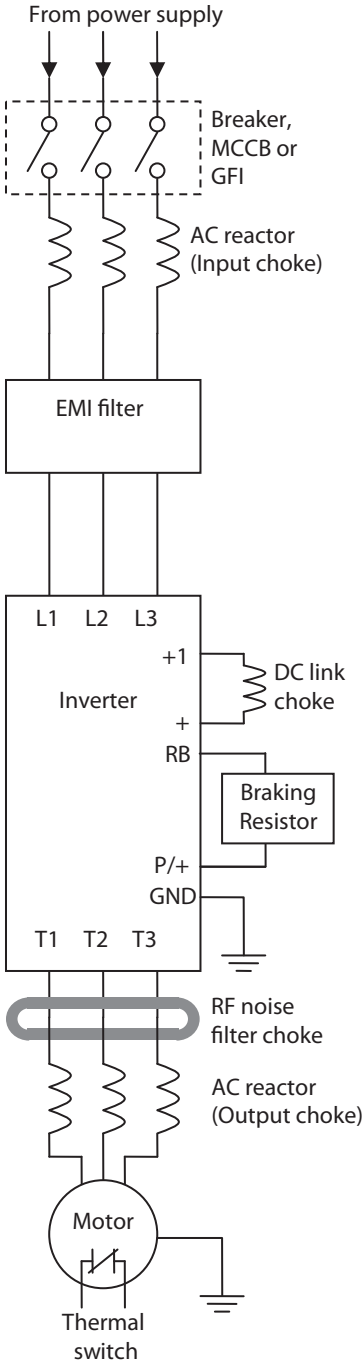 From power supply
Breaker,
MCCB or
GFI
AC reactor
(Input choke)
EMI filter
L1 L2 L3
+1
DC link
choke
Inverter
+
RB
Braking
Resistor
P/+
GND
T1 T2 T3
RF noise
filter choke
AC reactor
(Output choke)
Motor
Thermal
switch